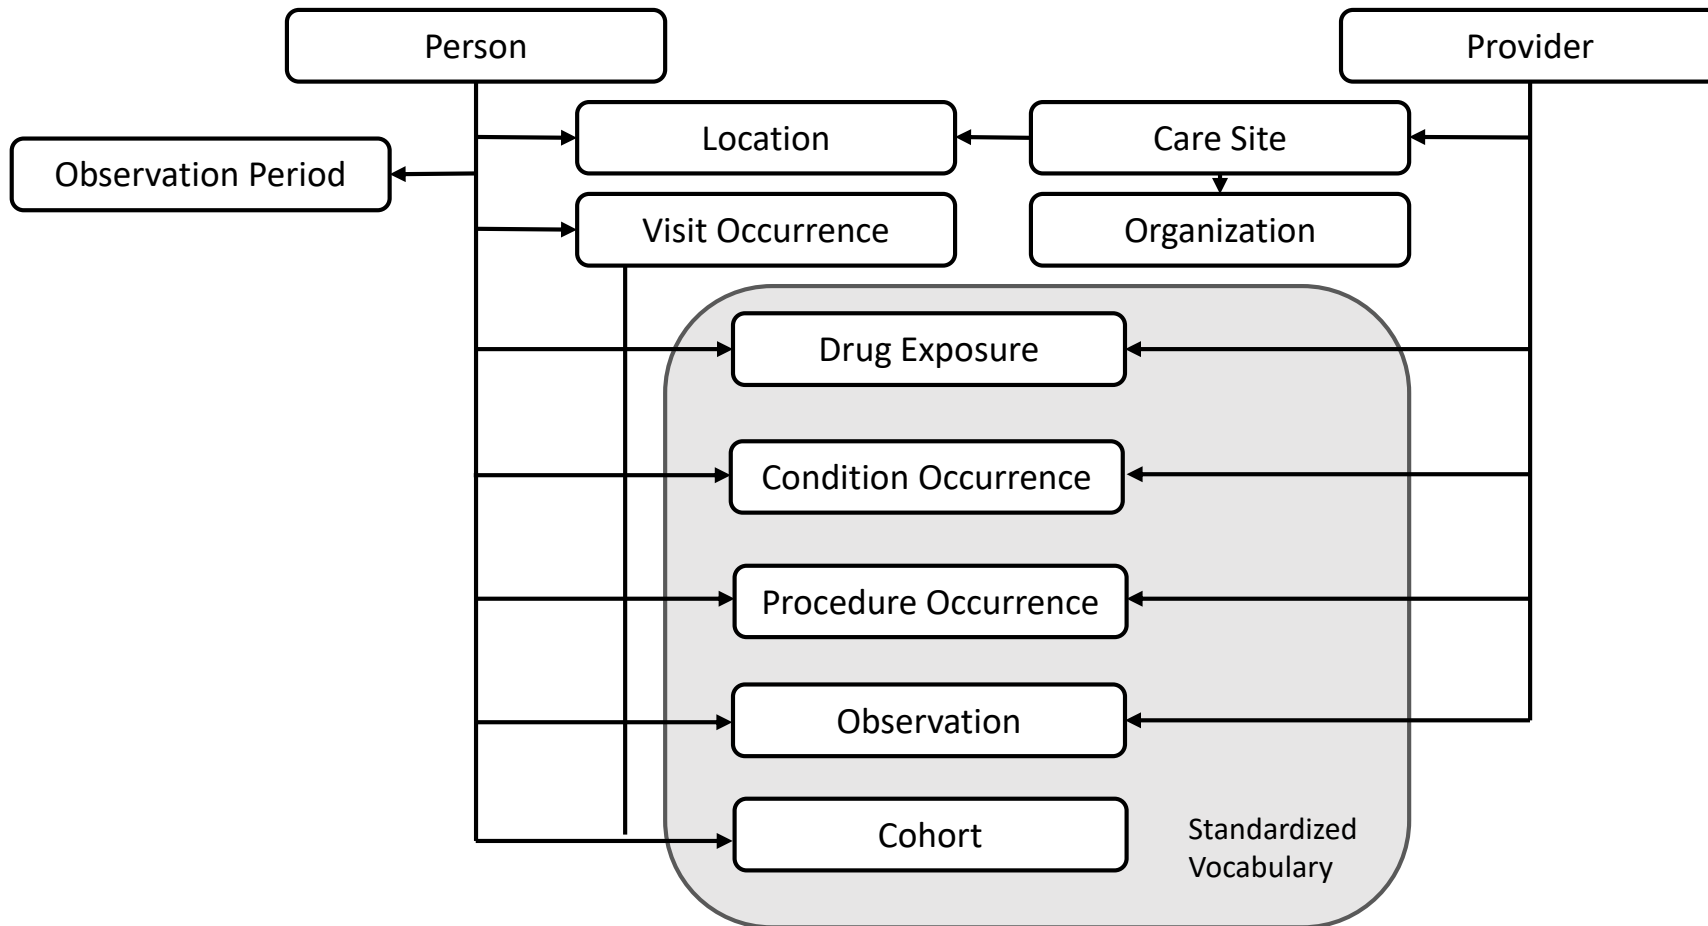 Person
Provider
Location
Care Site
Observation Period
Visit Occurrence
Organization
Drug Exposure
Condition Occurrence
Procedure Occurrence
Observation
Cohort
Standardized
Vocabulary